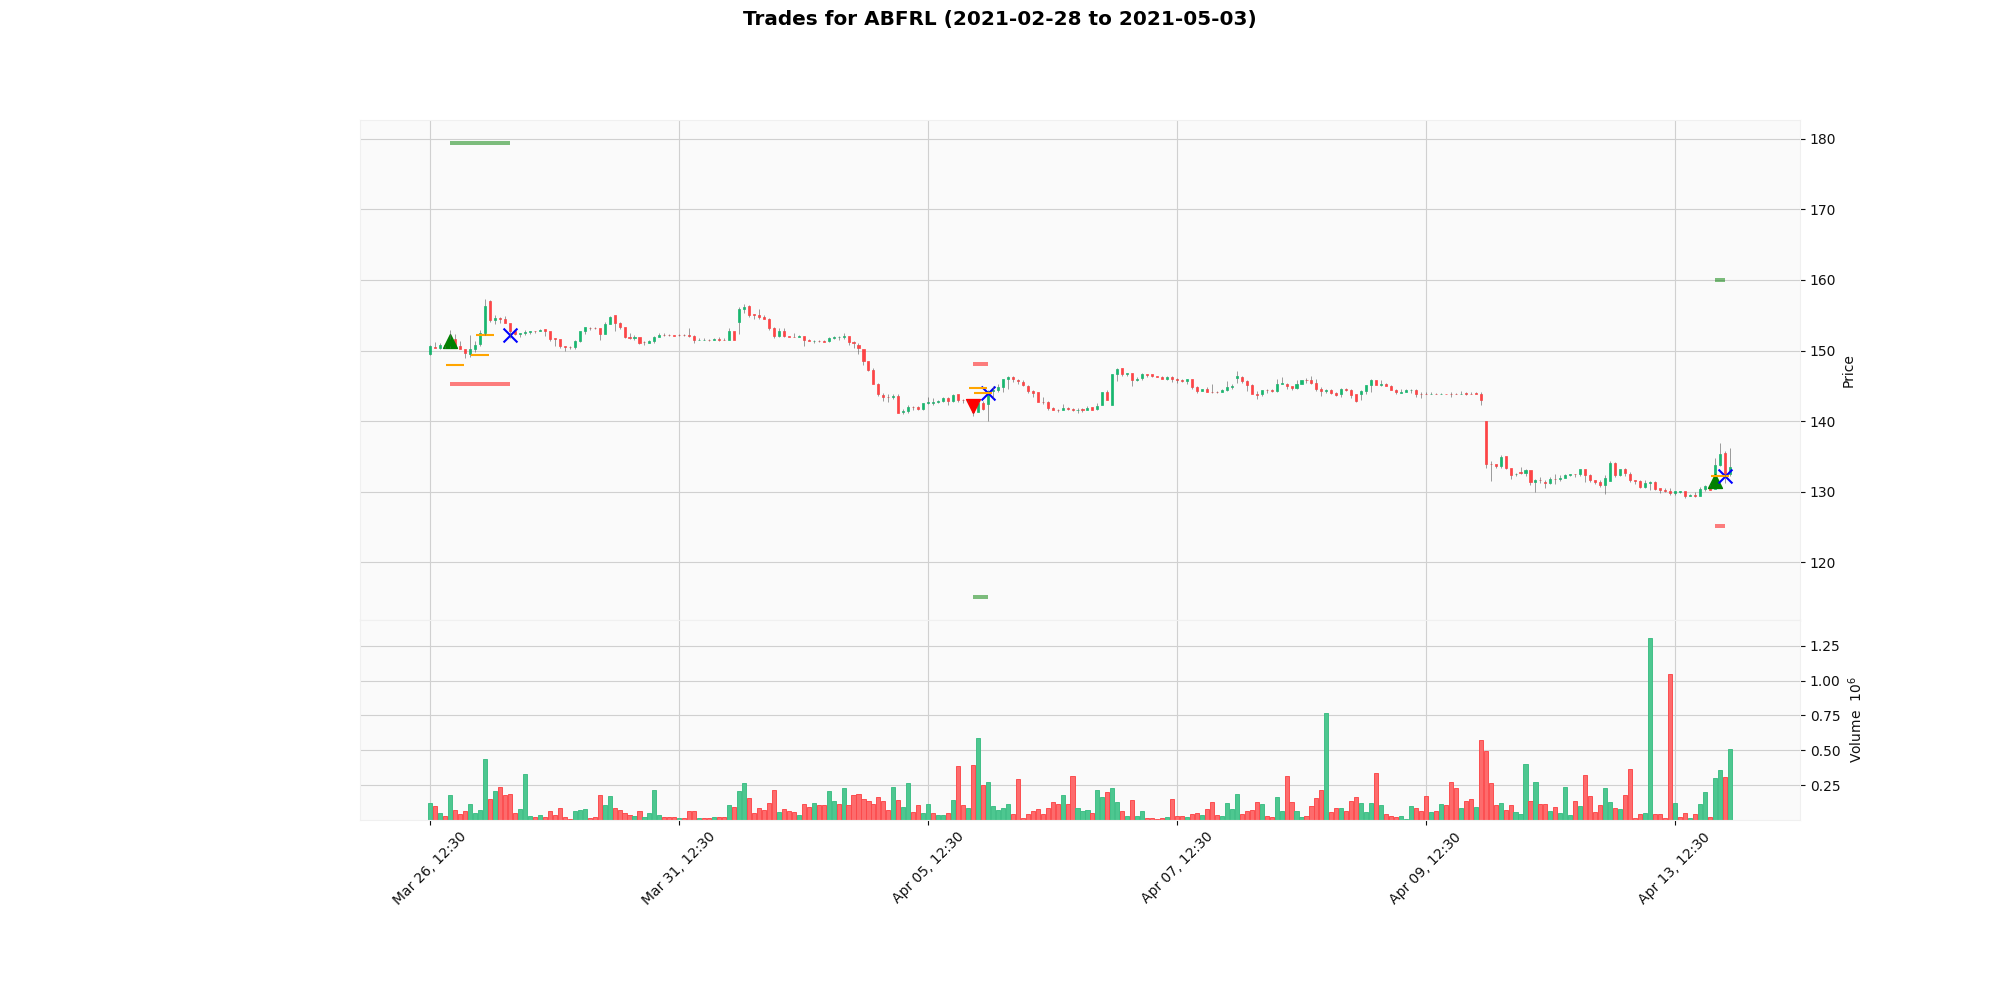 Trades for ABFRL (2021-02-28 to 2021-05-03)
180
170
160
150
140
130
120
Price
1.25
1.00
0.75
0.50
0.25
Volume 10^6
Mar 26, 12:30
Mar 31, 12:30
Apr 05, 12:30
Apr 07, 12:30
Apr 09, 12:30
Apr 13, 12:30